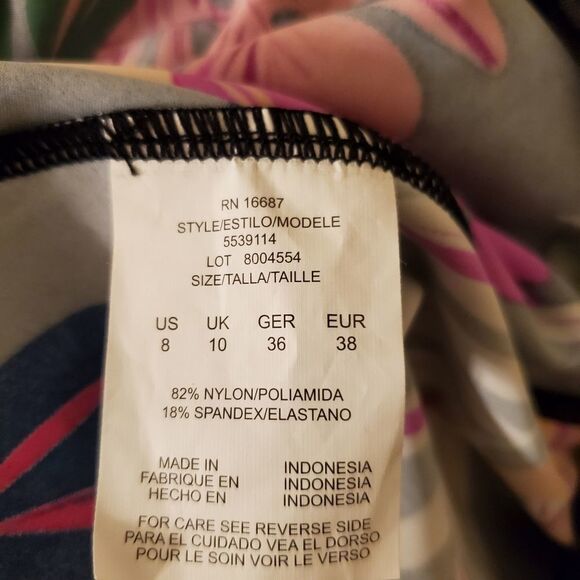 RN 16687
STYLE/ESTILO/MODELE
5539114
LOT 8004554
SIZE/TALLA/TAILLE
US UK GER EUR
8 10 36 38
82% NYLON/POLIAMIDA
18% SPANDEX/ELASTANO
MADE IN INDONESIA
FABRIQUE EN INDONESIA
HECHO EN INDONESIA
FOR CARE SEE REVERSE SIDE
PARA EL CUIDADO VEA EL DORSO
POUR LE SOIN VOIR LE VERSO